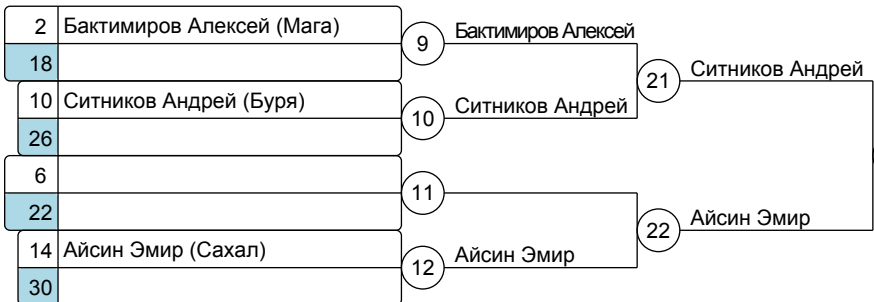 2 Бактимиров Алексей (Мага)
18
10 Ситников Андрей (Буря)
26
6
22
14 Айсин Эмир (Сахал)
30
9 Бактимиров Алексей
10 Ситников Андрей
11
12 Айсин Эмир
21 Ситников Андрей
22 Айсин Эмир